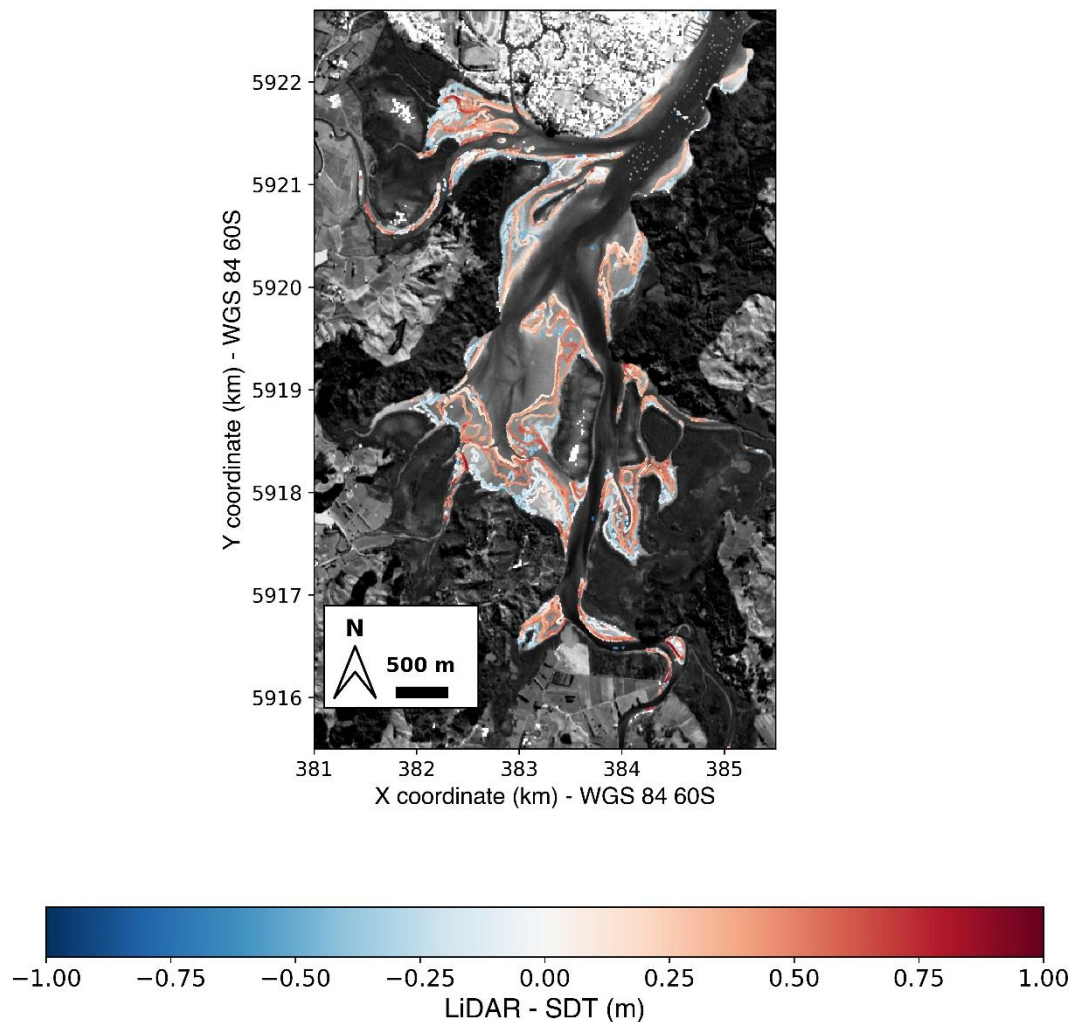 5922
5921
5920
5919
5918
5917
5916
Y coordinate (km) - WGS 84 60S
N
500 m
381 382 383 384 385
X coordinate (km) - WGS 84 60S
−1.00 −0.75 −0.50 −0.25 0.00 0.25 0.50 0.75 1.00
LiDAR - SDT (m)